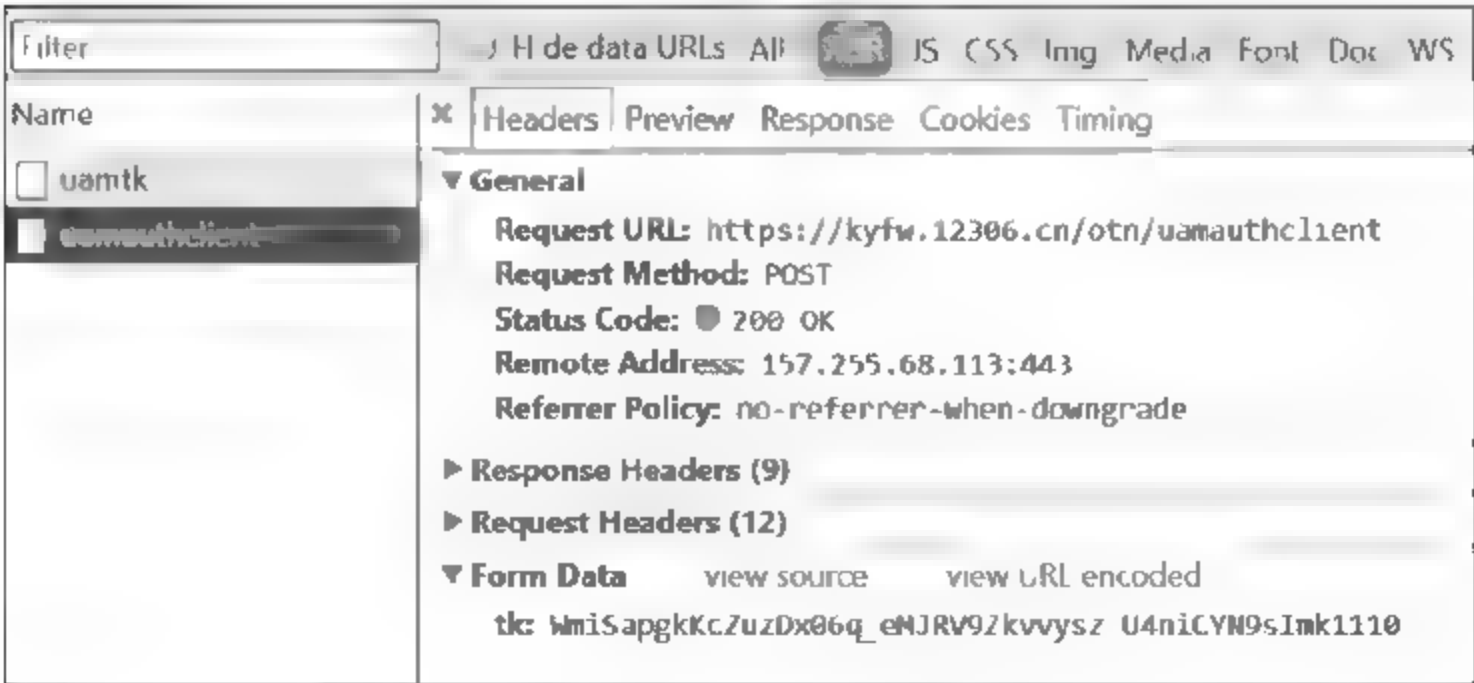 Filter Hide data URLs All XHR JS CSS Img Media Font Doc WS
Name
× Headers Preview Response Cookies Timing
uamtk
▼ General
uamauthclient
Request URL: https://kyfw.12306.cn/otn/uamauthclient
Request Method: POST
Status Code: 200 OK
Remote Address: 157.255.68.113:443
Referrer Policy: no-referrer-when-downgrade
▶ Response Headers (9)
▶ Request Headers (12)
▼ Form Data view source view URL encoded
tk: